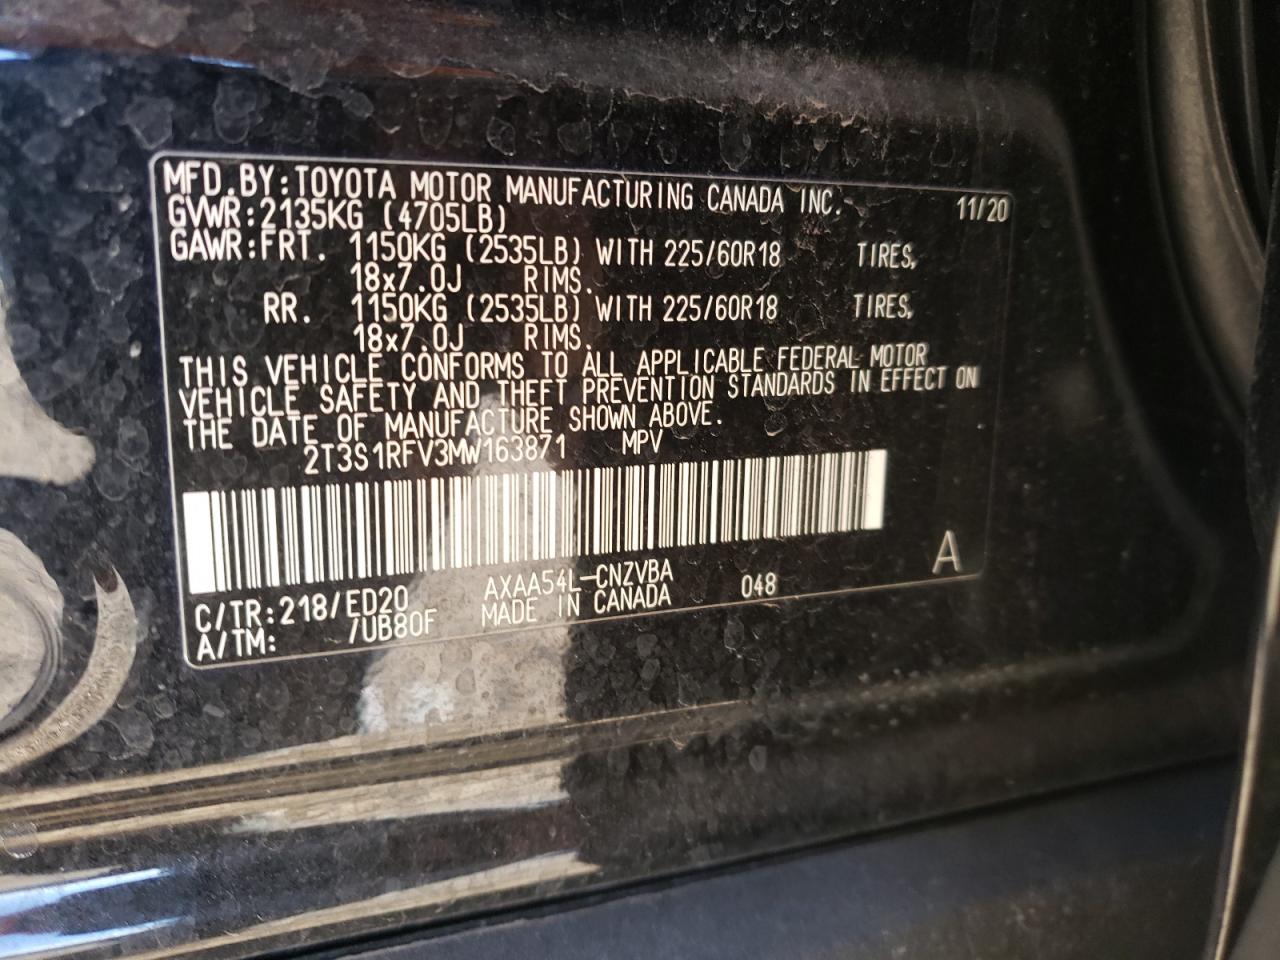 MFD.BY:TOYOTA MOTOR MANUFACTURING CANADA INC. 11/20
GVWR:2135KG (4705LB)
GAWR:FRT. 1150KG (2535LB) WITH 225/60R18 TIRES,
18x7.0J RIMS.
RR. 1150KG (2535LB) WITH 225/60R18 TIRES,
18x7.0J RIMS.
THIS VEHICLE CONFORMS TO ALL APPLICABLE FEDERAL MOTOR
VEHICLE SAFETY AND THEFT PREVENTION STANDARDS IN EFFECT ON
THE DATE OF MANUFACTURE SHOWN ABOVE.
2T3S1RFV3MW163871 MPV
C/TR:218/ED20 AXAA54L-CNZVBA 048 A
A/TM: /UB80F MADE IN CANADA